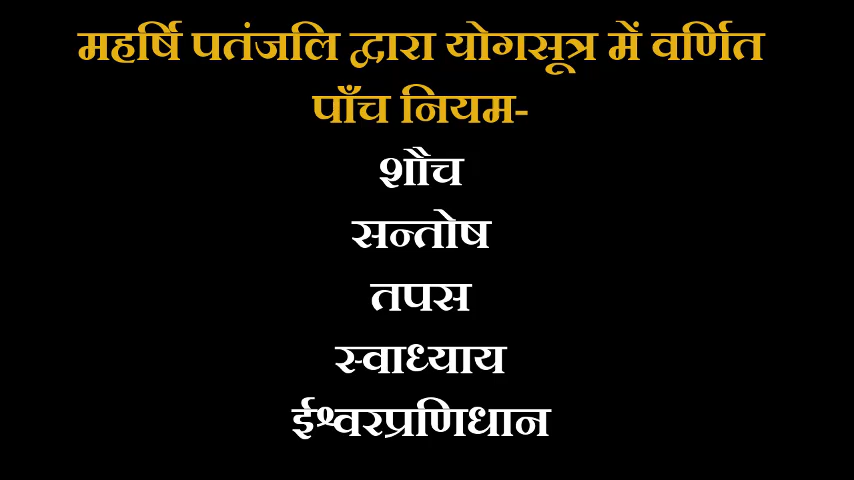 महर्षि पतंजलि द्वारा योगसूत्र में वर्णित
पाँच नियम-
शौच
सन्तोष
तपस
स्वाध्याय
ईश्वरप्रणिधान